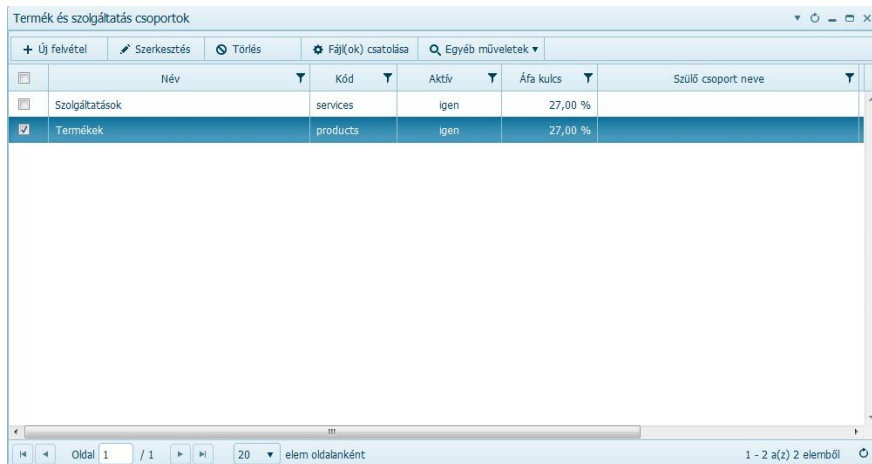 Termék és szolgáltatás csoportok
Új felvétel Szerkesztés Törlés Fájl(ok) csatolása Egyéb műveletek
Név Kód Aktív Áfa kulcs Szülő csoport neve
Szolgáltatások services igen 27,00 %
Termékek products igen 27,00 %
Oldal 1 / 1 20 elem oldalanként 1 - 2 a(z) 2 elemből